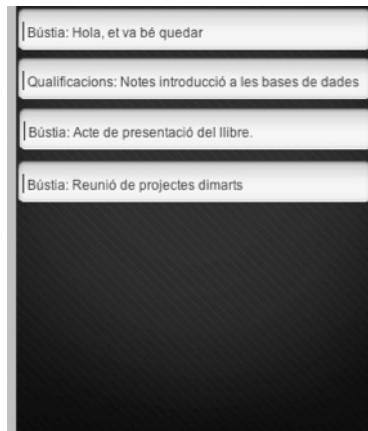 Bústia: Hola, et va bé quedar
Qualificacions: Notes introducció a les bases de dades
Bústia: Acte de presentació del llibre.
Bústia: Reunió de projectes dimarts